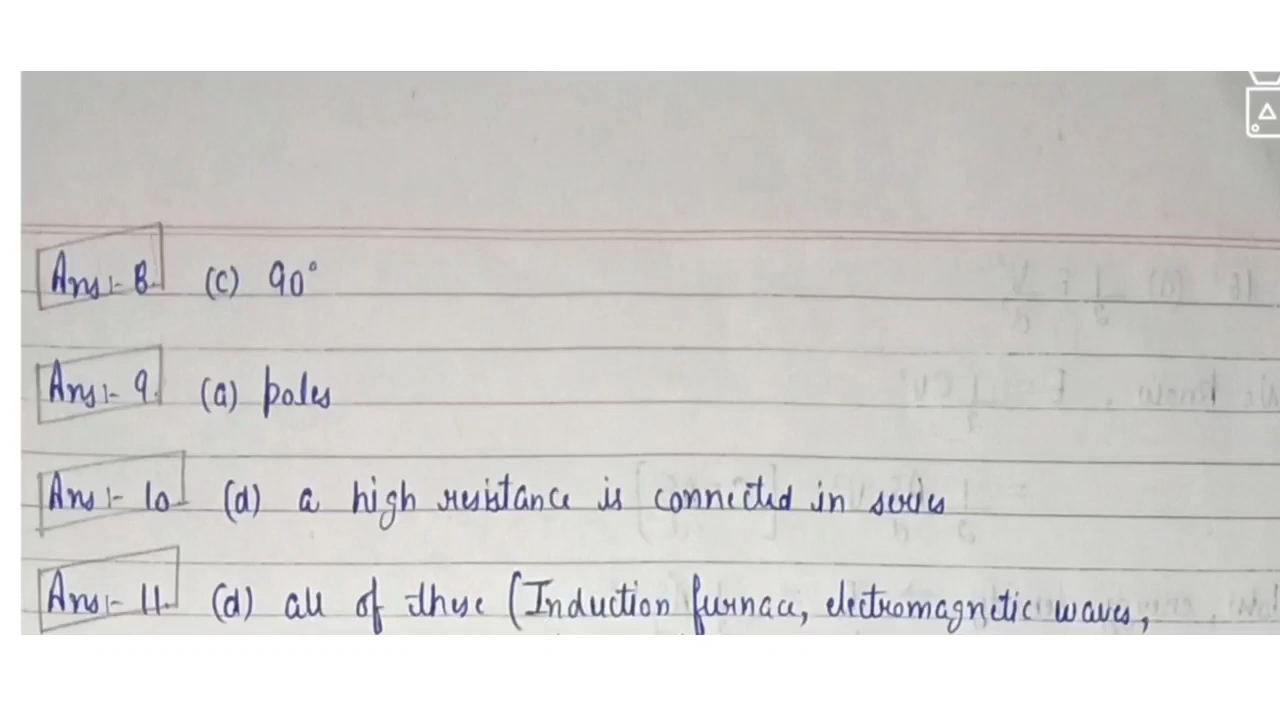 Ans:- 8. (c) 90°
Ans:- 9. (a) poles
Ans:- 10 (d) a high resistance is connected in series
Ans:- 11. (d) all of these (Induction furnace, electromagnetic waves,